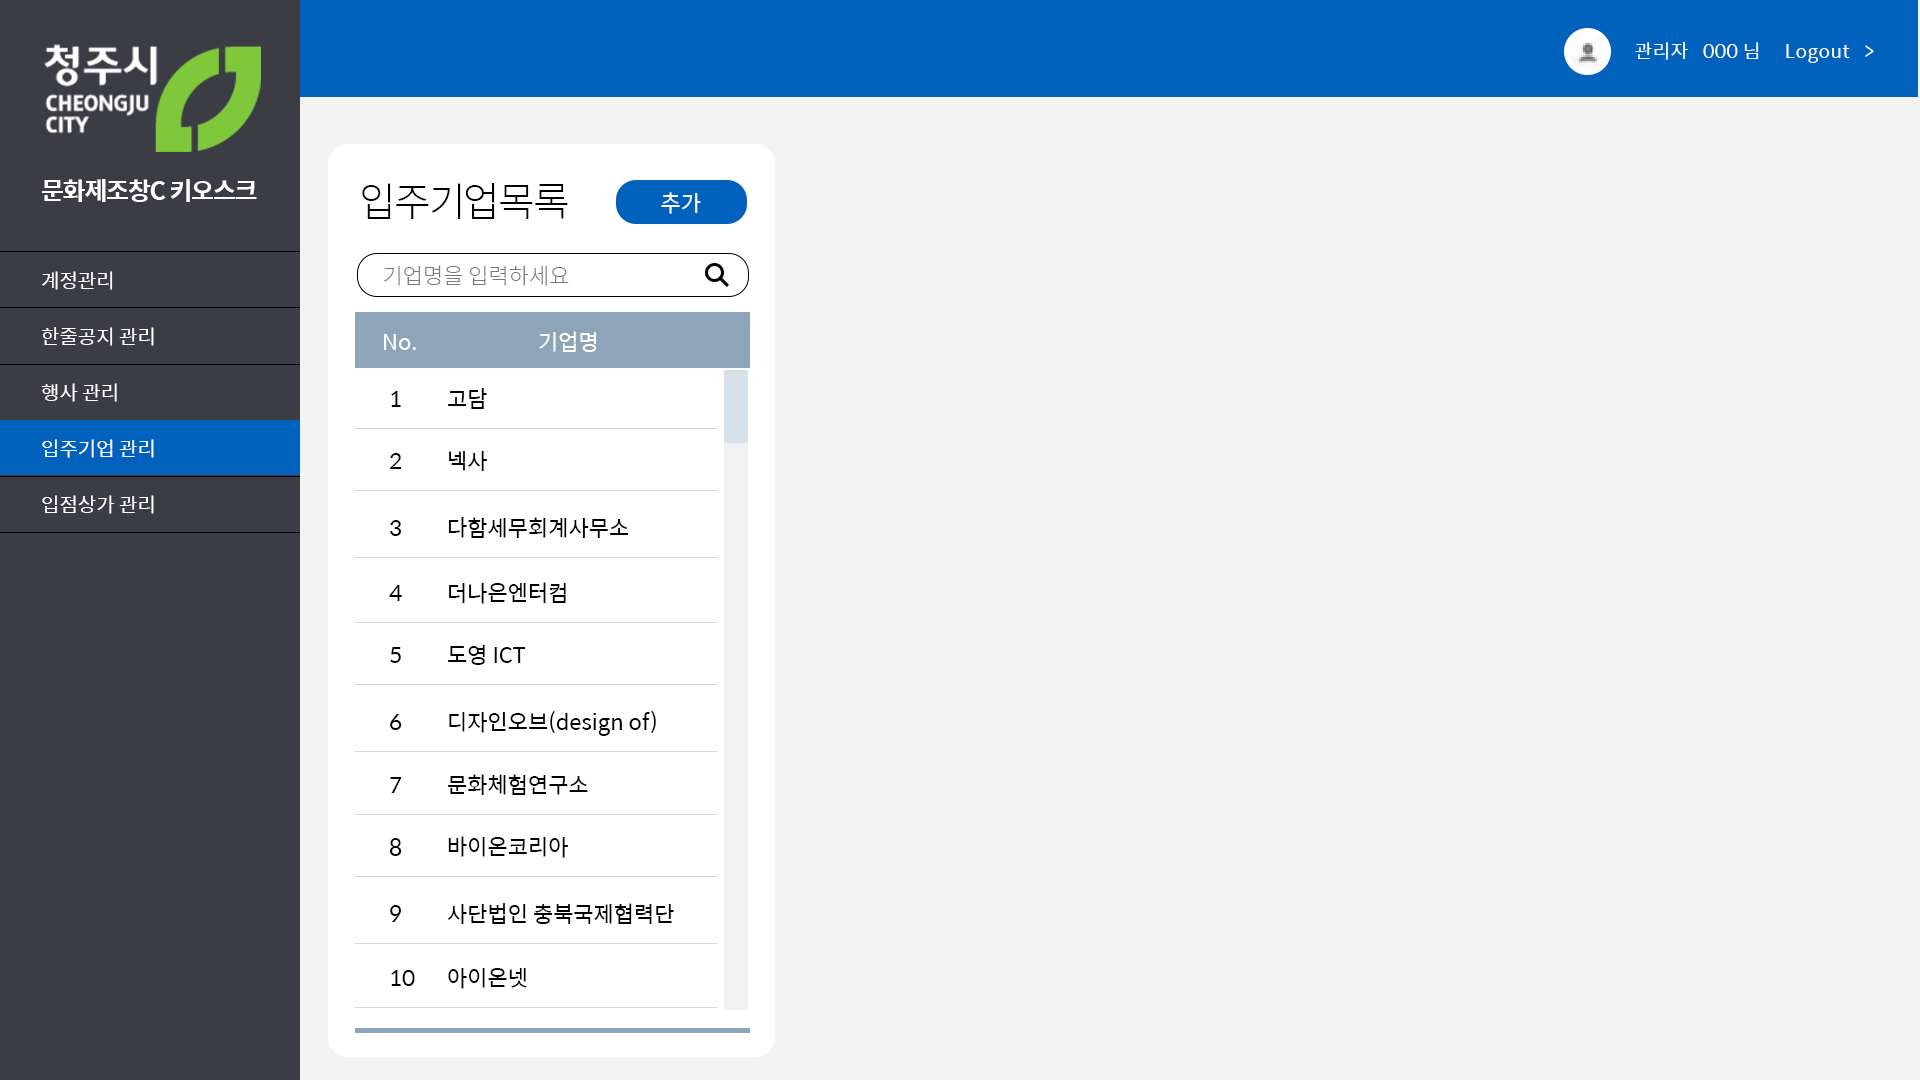 청주시
CHEONGJU
CITY
문화제조창C 키오스크
계정관리
한줄공지 관리
행사 관리
입주기업 관리
입점상가 관리
관리자 000 님 Logout >
입주기업목록 추가
기업명을 입력하세요
No. 기업명
1 고담
2 넥사
3 다함세무회계사무소
4 더나은엔터컴
5 도영 ICT
6 디자인오브(design of)
7 문화체험연구소
8 바이온코리아
9 사단법인 충북국제협력단
10 아이온넷